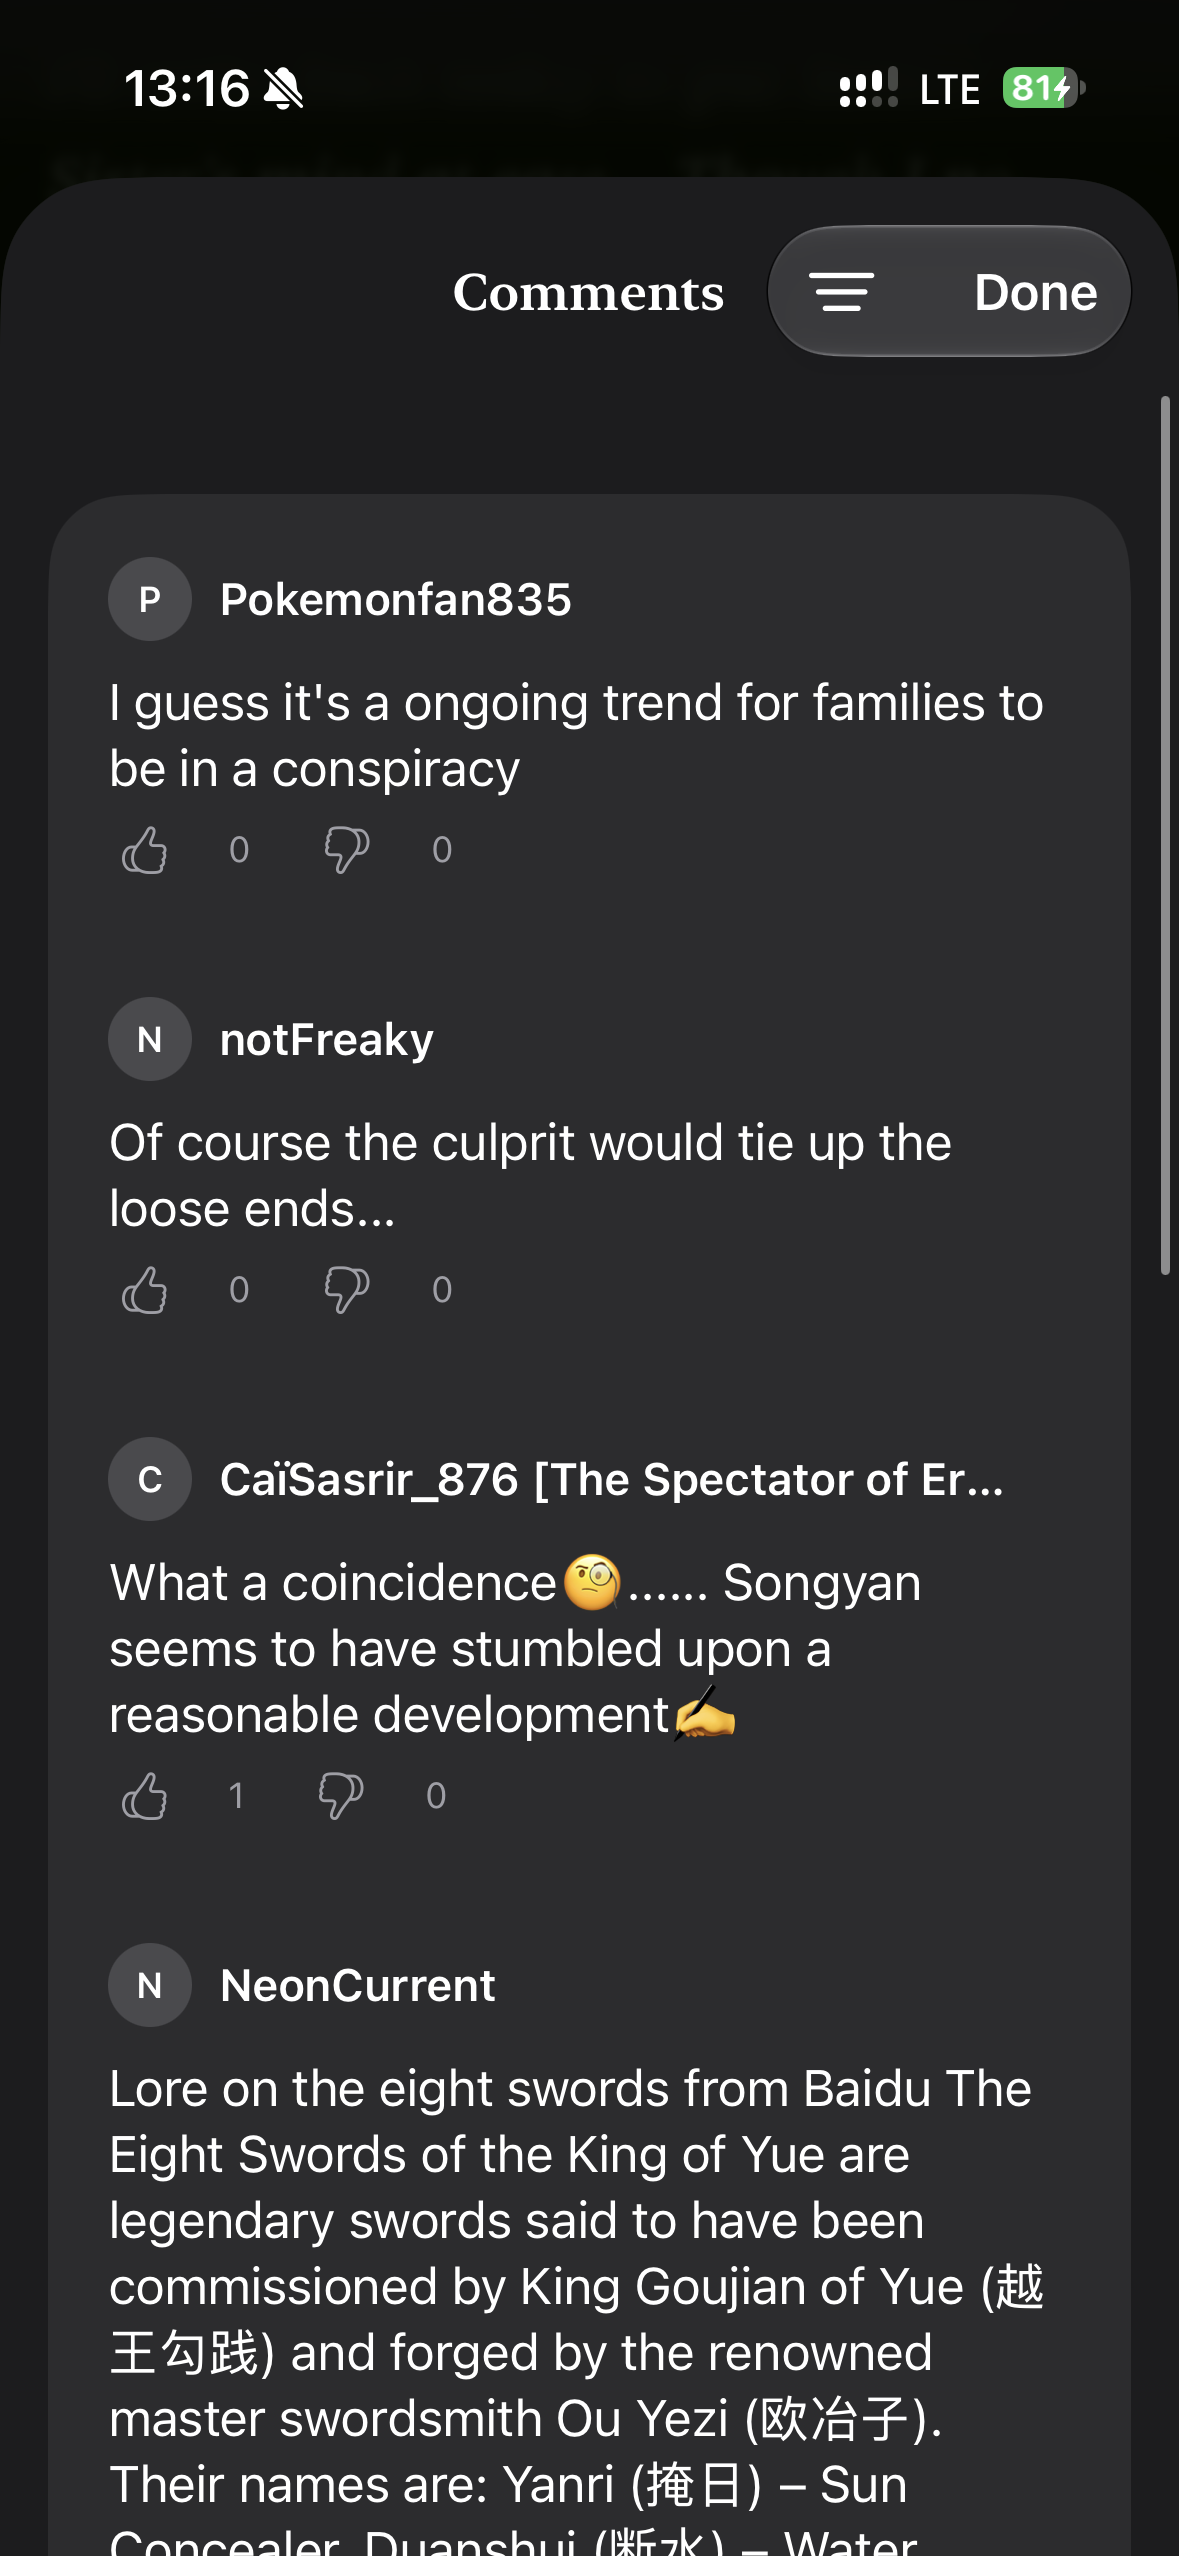 13:16
LTE 81
Comments
Done
P
Pokemonfan835
I guess it's a ongoing trend for families to
be in a conspiracy
0 0
N
notFreaky
Of course the culprit would tie up the
loose ends...
0 0
C
CaïSasrir_876 [The Spectator of Er...
What a coincidence🧐...... Songyan
seems to have stumbled upon a
reasonable development✍️
1 0
N
NeonCurrent
Lore on the eight swords from Baidu The
Eight Swords of the King of Yue are
legendary swords said to have been
commissioned by King Goujian of Yue (越
王勾践) and forged by the renowned
master swordsmith Ou Yezi (欧冶子).
Their names are: Yanri (掩日) – Sun
Concealer, Duanshui (断水) – Water